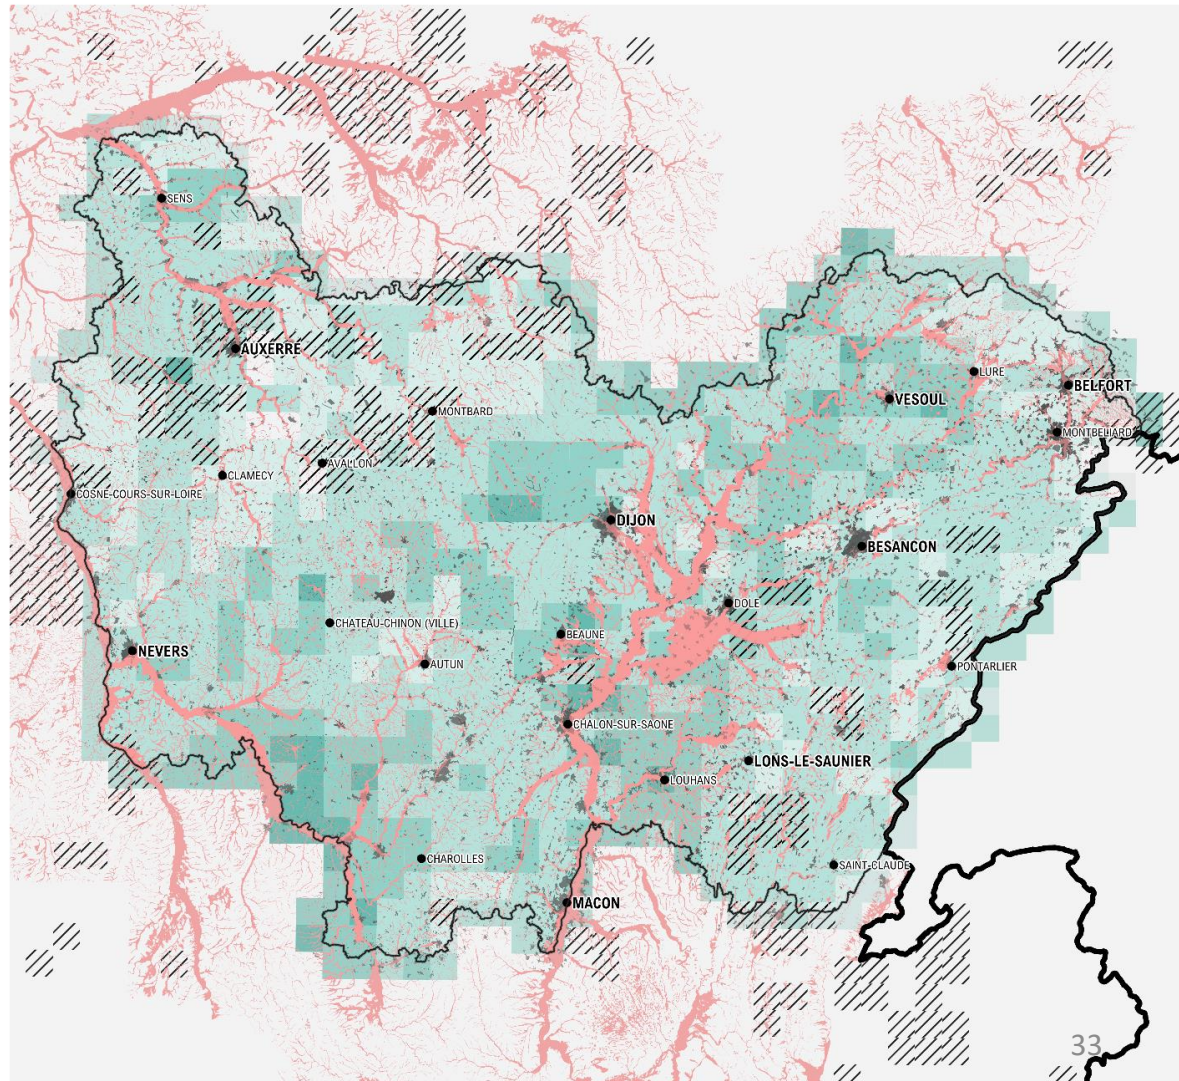 SENS
AUXERRE
LURE
BELFORT
VESOUL
MONTBARD
MONTBELIARD
AVALLON
CLAMECY
COSNE-COURS-SUR-LOIRE
DIJON
BESANCON
DOLE
CHATEAU-CHINON (VILLE)
BEAUNE
NEVERS
AUTUN
PONTARLIER
CHALON-SUR-SAONE
LONS-LE-SAUNIER
LOUHANS
CHAROLLES
SAINT-CLAUDE
MACON
33